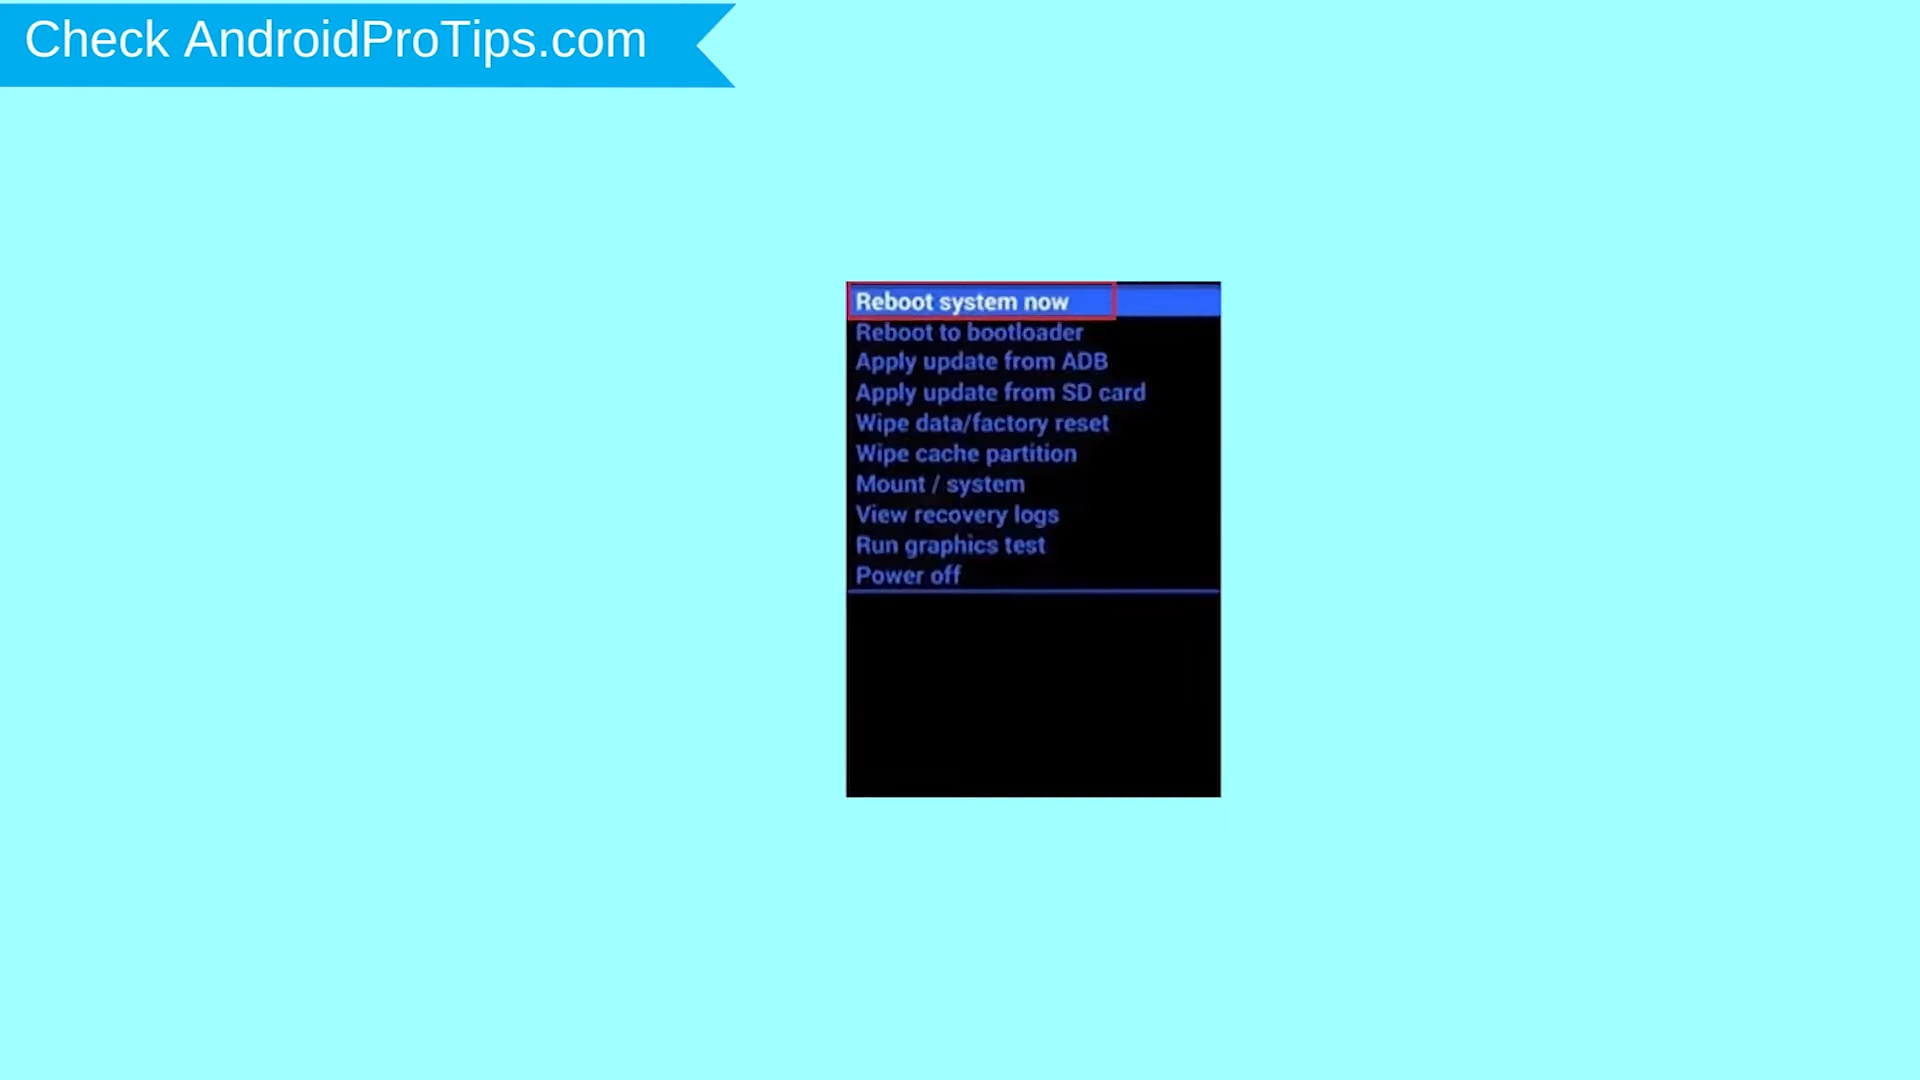 Check AndroidProTips.com
Reboot system now
Reboot to bootloader
Apply update from ADB
Apply update from SD card
Wipe data/factory reset
Wipe cache partition
Mount / system
View recovery logs
Run graphics test
Power off